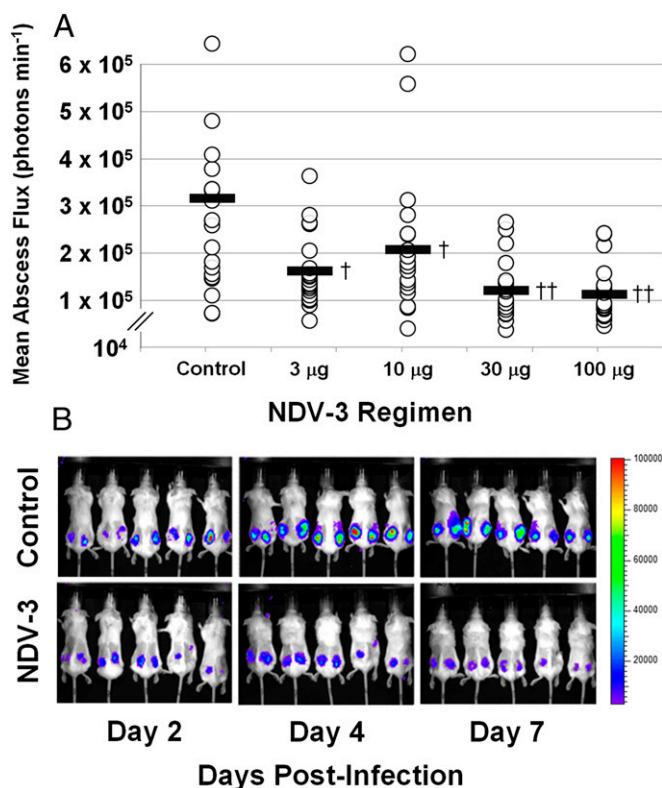 A
Mean Abscess Flux (photons min⁻¹)
6 x 10⁵
5 x 10⁵
4 x 10⁵
3 x 10⁵
2 x 10⁵
1 x 10⁵
10⁴
†
†
††
††
Control
3 µg
10 µg
30 µg
100 µg
NDV-3 Regimen
B
Control
NDV-3
100000
80000
60000
40000
20000
Day 2
Day 4
Day 7
Days Post-Infection